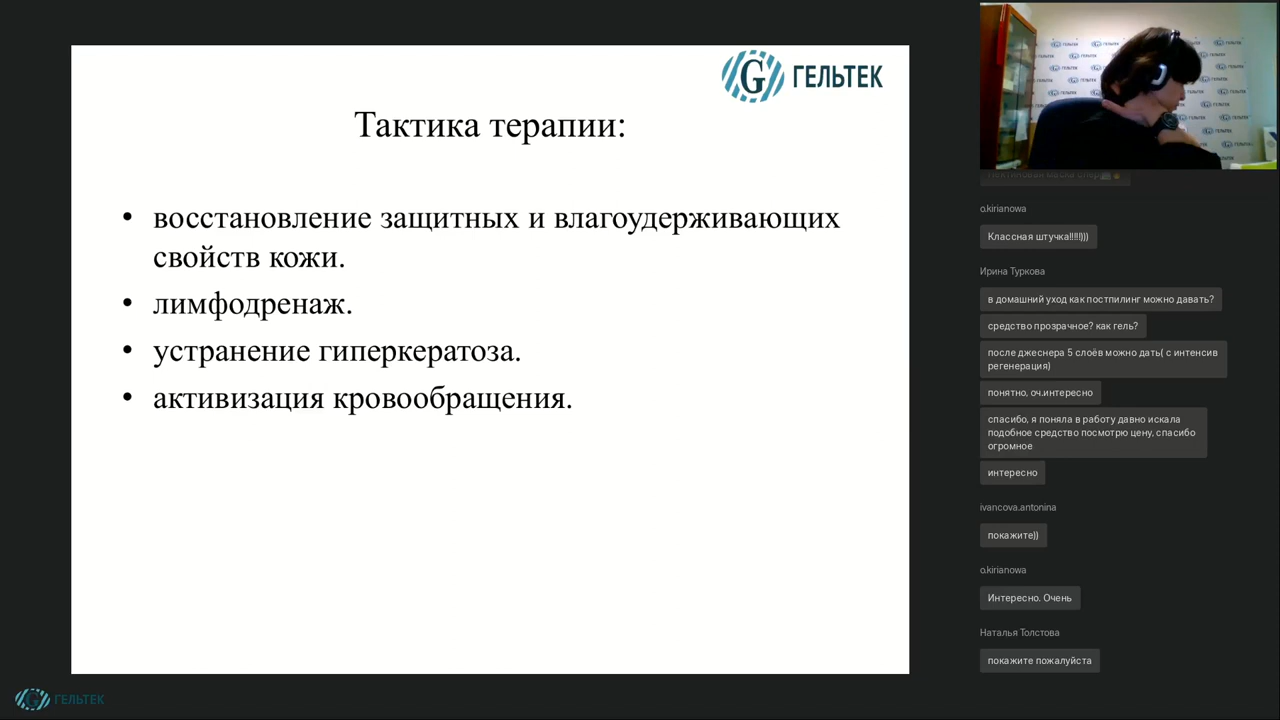 ГЕЛЬТЕК
Тактика терапии:
• восстановление защитных и влагоудерживающих
свойств кожи.
• лимфодренаж.
• устранение гиперкератоза.
• активизация кровообращения.
ГЕЛЬТЕК
o.kirianowa
Классная штучка!!!!!)))
Ирина Туркова
в домашний уход как постпилинг можно давать?
средство прозрачное? как гель?
после джеснера 5 слоёв можно дать( с интенсив
регенерация)
понятно, оч.интересно
спасибо, я поняла в работу давно искала
подобное средство посмотрю цену, спасибо
огромное
интересно
ivancova.antonina
покажите))
o.kirianowa
Интересно. Очень
Наталья Толстова
покажите пожалуйста